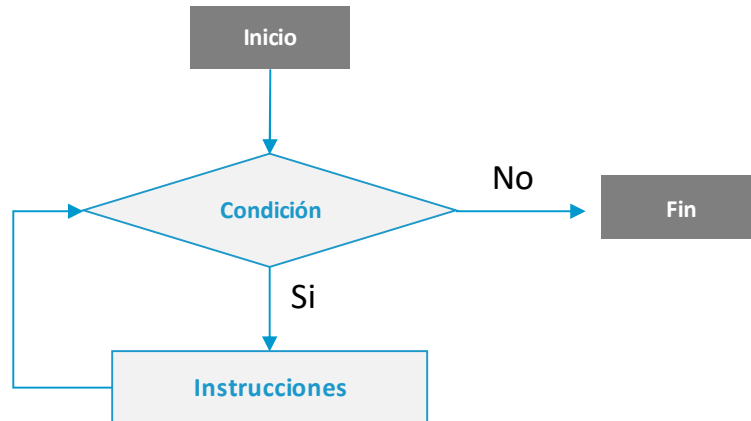 Inicio
Condición
No
Fin
Si
Instrucciones